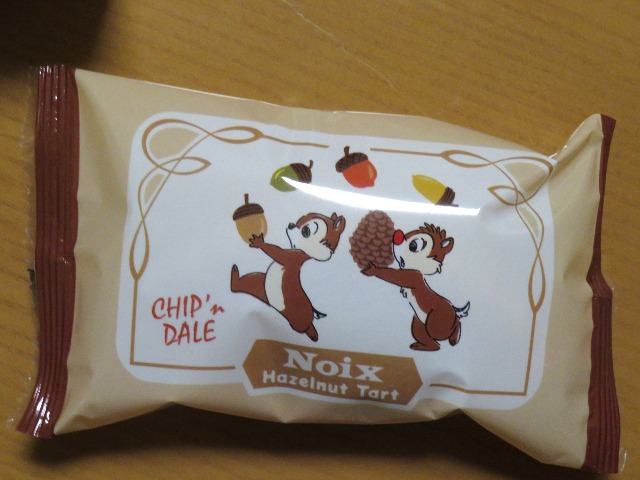 CHIP 'n
DALE
Noix
Hazelnut Tart